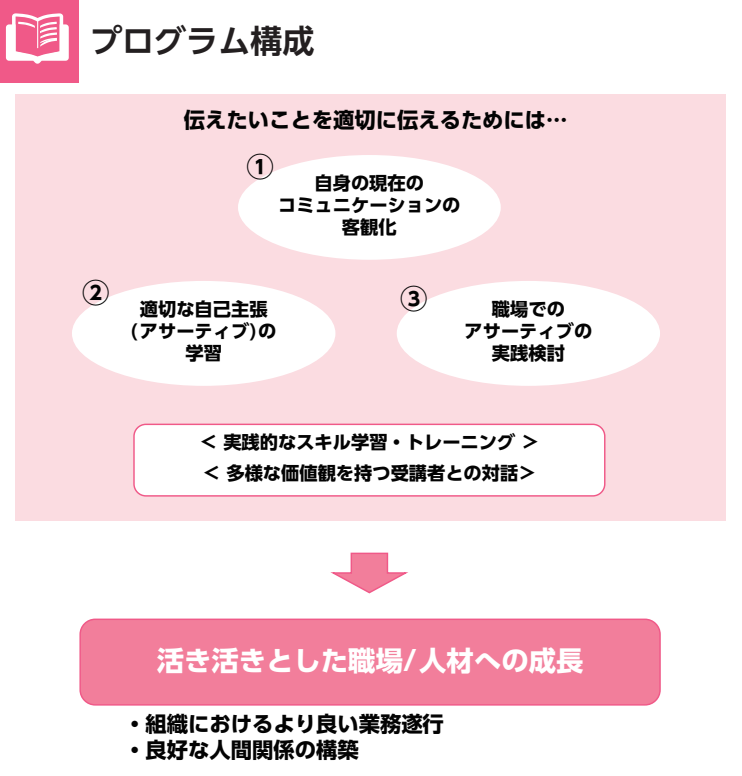 プログラム構成
伝えたいことを適切に伝えるためには…
①
自身の現在の
コミュニケーションの
客観化
②
適切な自己主張
(アサーティブ)の
学習
③
職場での
アサーティブの
実践検討
＜ 実践的なスキル学習・トレーニング ＞
＜ 多様な価値観を持つ受講者との対話＞
活き活きとした職場/人材への成長
・組織におけるより良い業務遂行
・良好な人間関係の構築